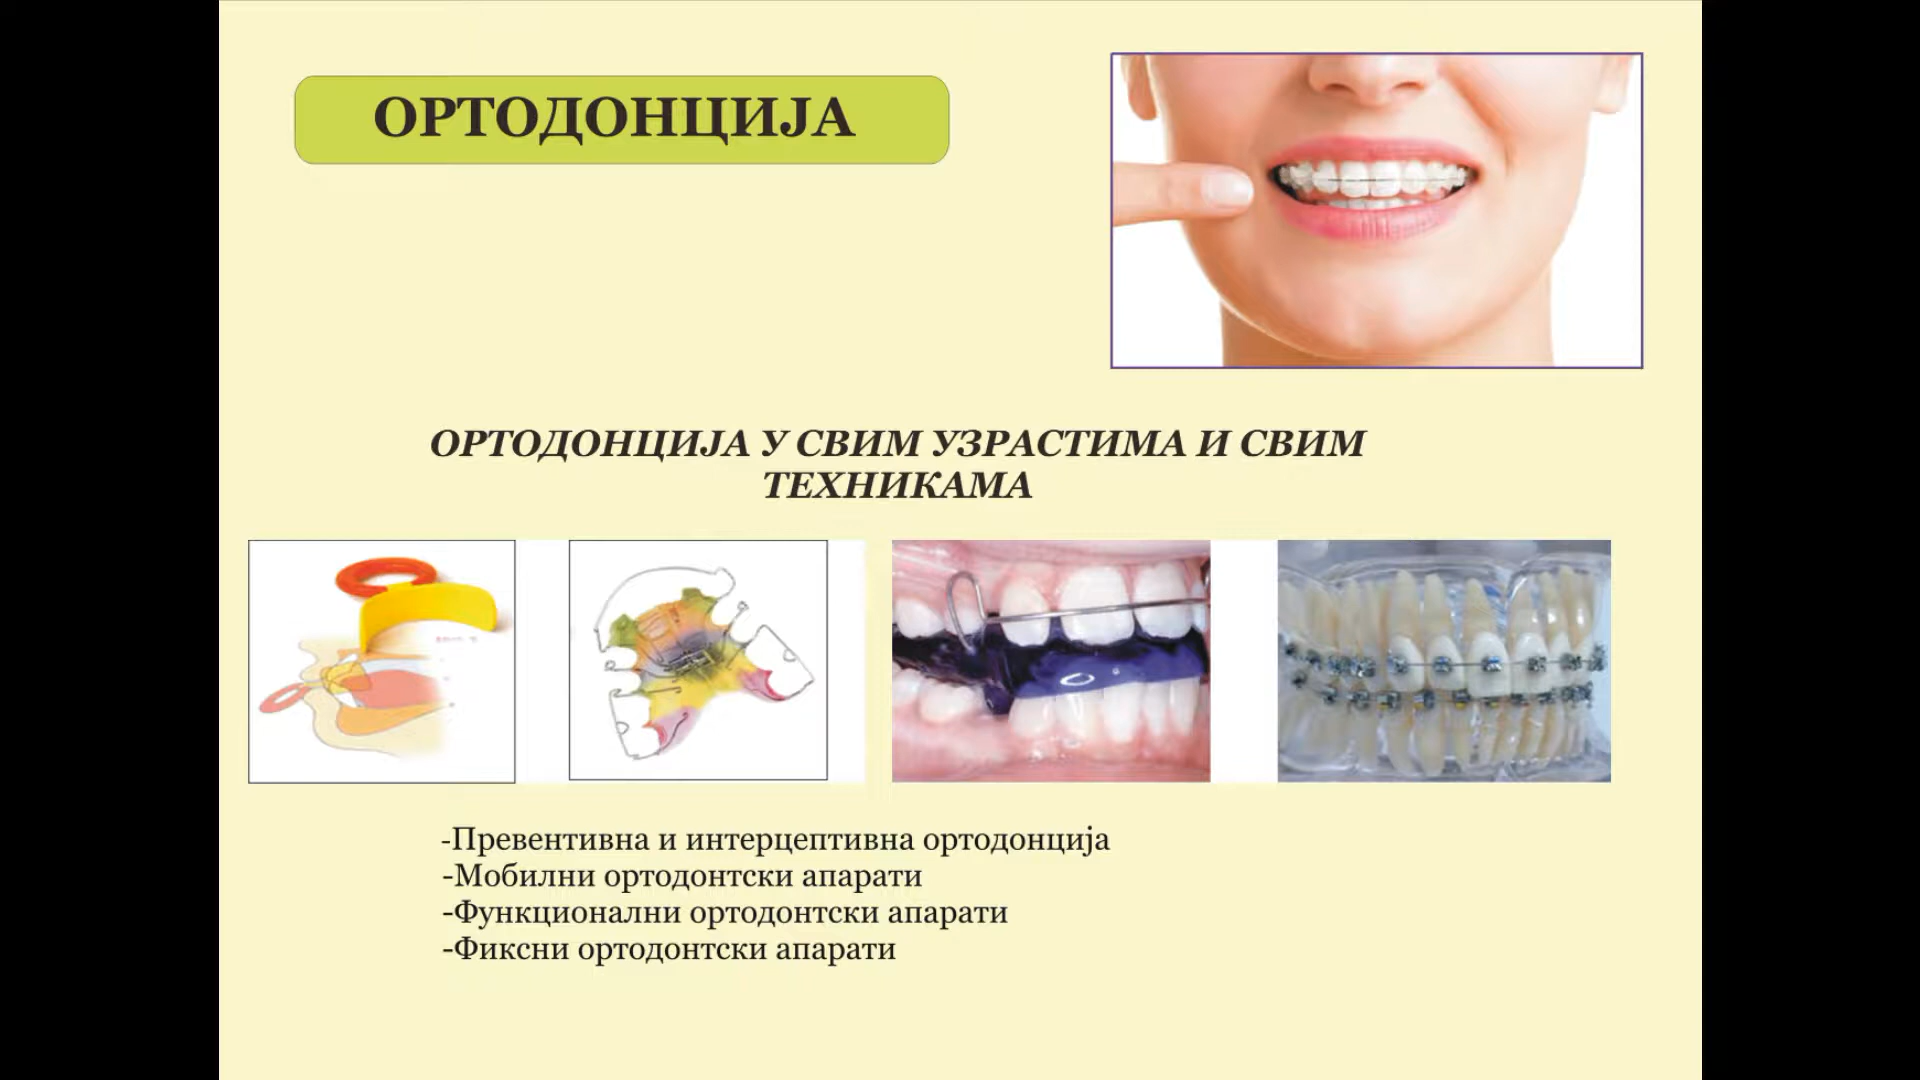 ОРТОДОНЦИЈА
ОРТОДОНЦИЈА У СВИМ УЗРАСТИМА И СВИМ
ТЕХНИКАМА
-Превентивна и интерцептивна ортодонција
-Мобилни ортодонтски апарати
-Функционални ортодонтски апарати
-Фиксни ортодонтски апарати